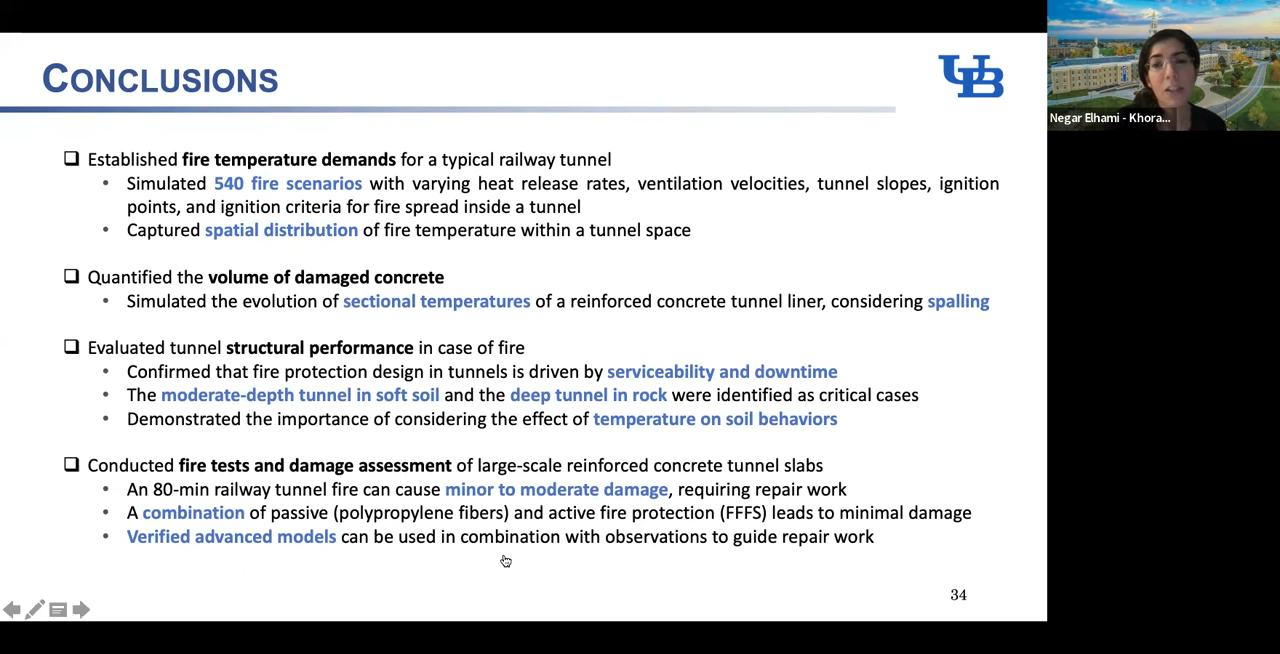 CONCLUSIONS
UB
Negar Elhami - Khora...
❑ Established fire temperature demands for a typical railway tunnel
• Simulated 540 fire scenarios with varying heat release rates, ventilation velocities, tunnel slopes, ignition
points, and ignition criteria for fire spread inside a tunnel
• Captured spatial distribution of fire temperature within a tunnel space
❑ Quantified the volume of damaged concrete
• Simulated the evolution of sectional temperatures of a reinforced concrete tunnel liner, considering spalling
❑ Evaluated tunnel structural performance in case of fire
• Confirmed that fire protection design in tunnels is driven by serviceability and downtime
• The moderate-depth tunnel in soft soil and the deep tunnel in rock were identified as critical cases
• Demonstrated the importance of considering the effect of temperature on soil behaviors
❑ Conducted fire tests and damage assessment of large-scale reinforced concrete tunnel slabs
• An 80-min railway tunnel fire can cause minor to moderate damage, requiring repair work
• A combination of passive (polypropylene fibers) and active fire protection (FFFS) leads to minimal damage
• Verified advanced models can be used in combination with observations to guide repair work
34